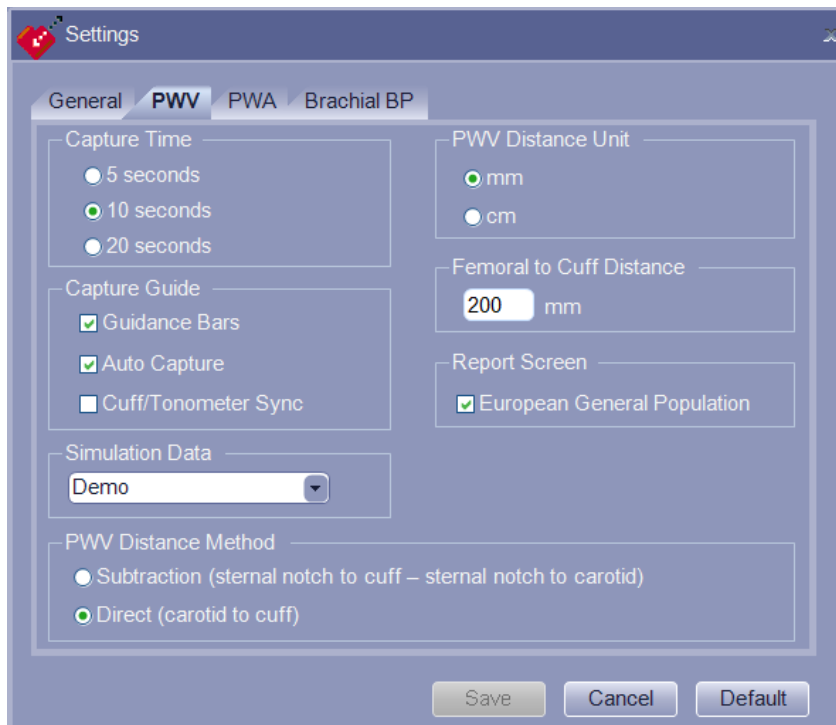 Settings
General PWV PWA Brachial BP
Capture Time
5 seconds
10 seconds
20 seconds
PWV Distance Unit
mm
cm
Femoral to Cuff Distance
200 mm
Capture Guide
Guidance Bars
Auto Capture
Cuff/Tonometer Sync
Report Screen
European General Population
Simulation Data
Demo
PWV Distance Method
Subtraction (sternal notch to cuff – sternal notch to carotid)
Direct (carotid to cuff)
Save Cancel Default